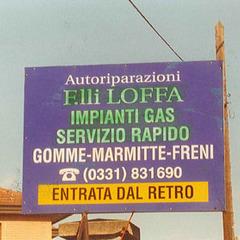 Autoriparazioni
F.lli LOFFA
IMPIANTI GAS
SERVIZIO RAPIDO
GOMME-MARMITTE-FRENI
☎ (0331) 831690
ENTRATA DAL RETRO